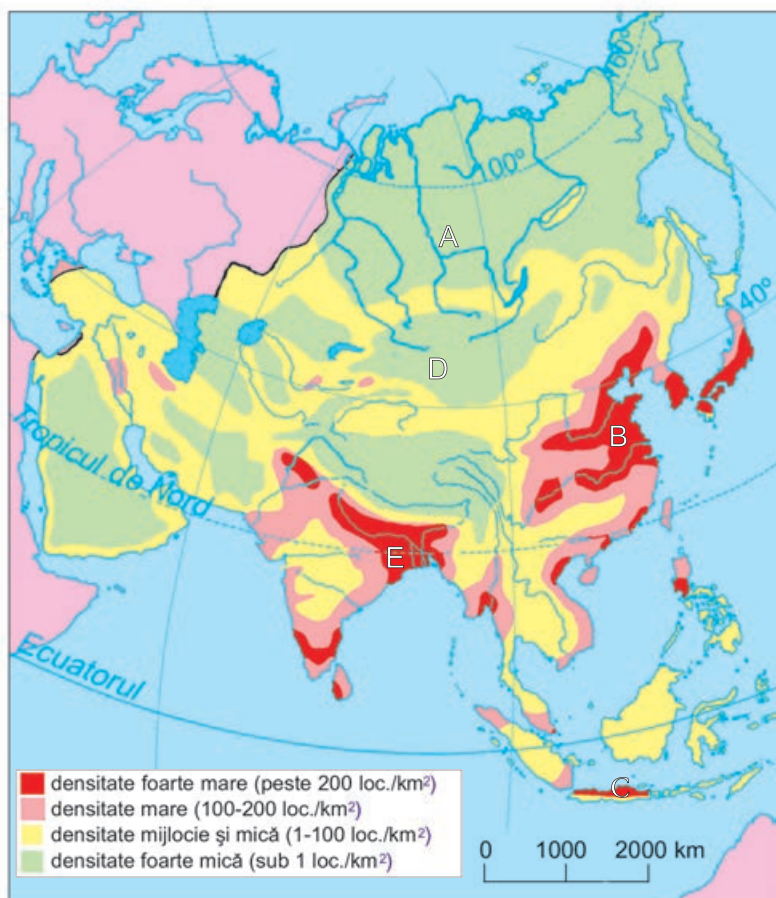 160°
100°
A
40°
D
B
Tropicul de Nord
E
Ecuatorul
C
densitate foarte mare (peste 200 loc./km²)
densitate mare (100-200 loc./km²)
densitate mijlocie şi mică (1-100 loc./km²)
densitate foarte mică (sub 1 loc./km²)
0 1000 2000 km